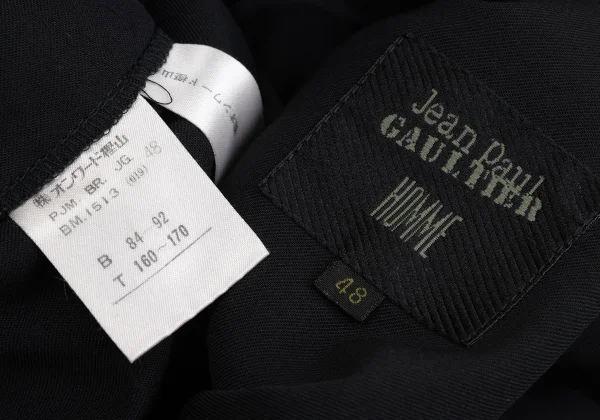 ㈱オンワード樫山
PJM. BR. JG. 48
BM.1513 (019)
B 84～92
T 160～170
Jean Paul
GAULTIER
HOMME
48